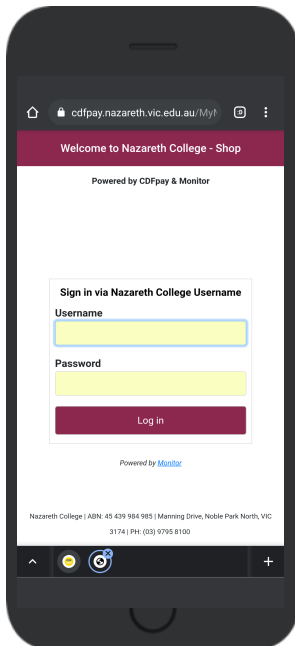 cdfpay.nazareth.vic.edu.au/MyM
:D
Welcome to Nazareth College - Shop
Powered by CDFpay & Monitor
Sign in via Nazareth College Username
Username
Password
Log in
Powered by Monitor
Nazareth College | ABN: 45 439 984 985 | Manning Drive, Noble Park North, VIC
3174 | PH: (03) 9795 8100